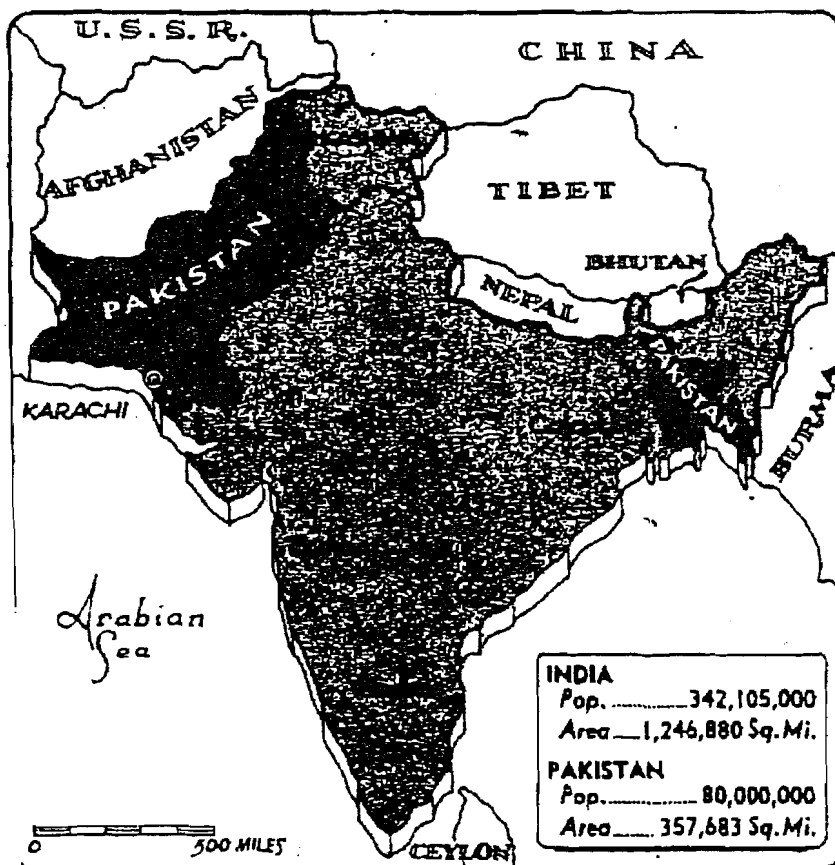 U.S.S.R.
CHINA
AFGHANISTAN
TIBET
PAKISTAN
BHUTAN
NEPAL
PAKISTAN
KARACHI
BURMA
Arabian
Sea
INDIA
Pop. ............ 342,105,000
Area ..... 1,246,880 Sq. Mi.
PAKISTAN
Pop. ............... 80,000,000
Area ...... 357,683 Sq. Mi.
0 500 MILES
CEYLON